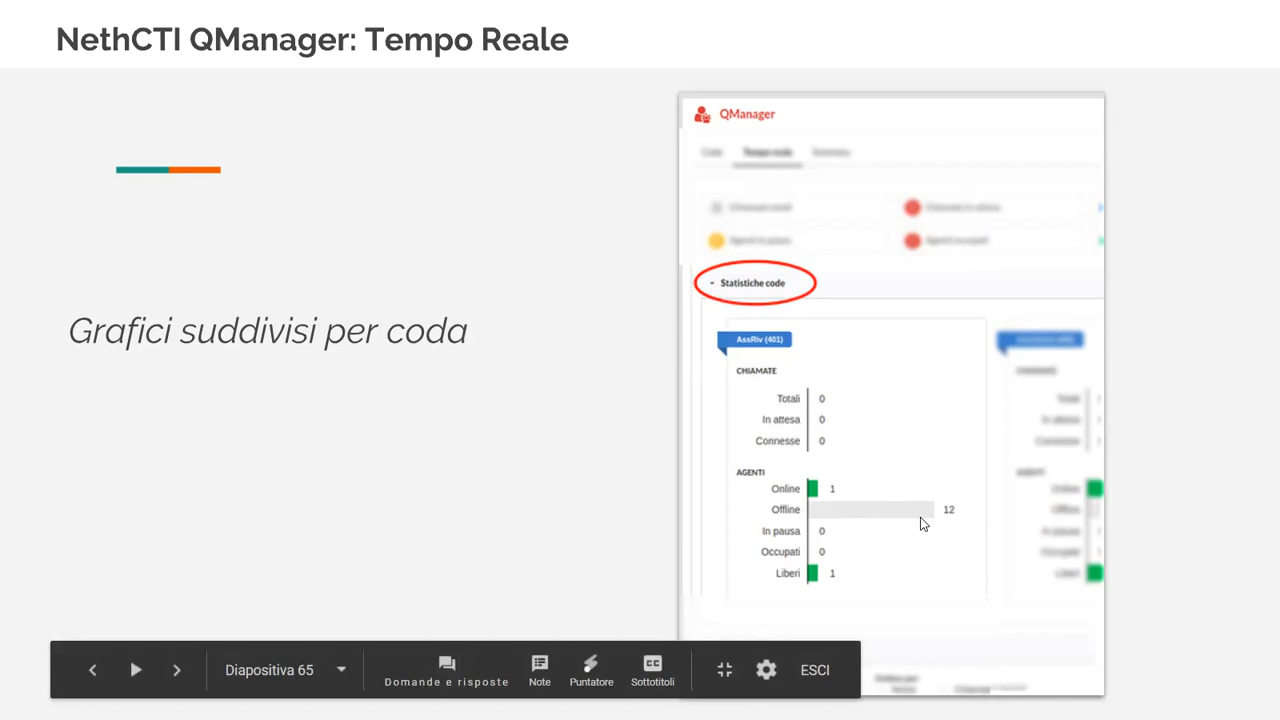 NethCTI QManager: Tempo Reale
Grafici suddivisi per coda
QManager
Tempo reale
Statistiche code
AssRiv (401)
CHIAMATE
Totali 0
In attesa 0
Connesse 0
AGENTI
Online 1
Offline 12
In pausa 0
Occupati 0
Liberi 1
Diapositiva 65
Domande e risposte
Note
Puntatore
Sottotitoli
ESCI